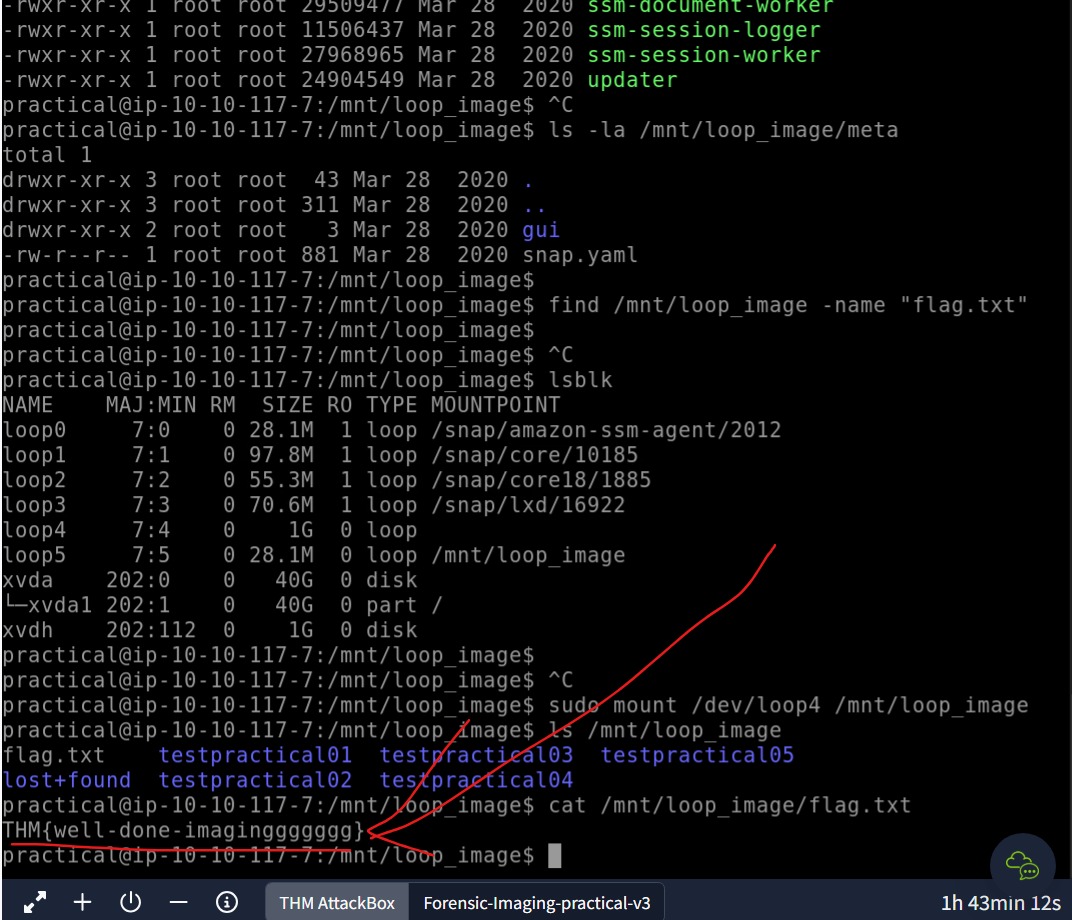 -rwxr-xr-x 1 root root 29509477 Mar 28  2020 ssm-document-worker
-rwxr-xr-x 1 root root 11506437 Mar 28  2020 ssm-session-logger
-rwxr-xr-x 1 root root 27968965 Mar 28  2020 ssm-session-worker
-rwxr-xr-x 1 root root 24904549 Mar 28  2020 updater
practical@ip-10-10-117-7:/mnt/loop_image$ ^C
practical@ip-10-10-117-7:/mnt/loop_image$ ls -la /mnt/loop_image/meta
total 1
drwxr-xr-x 3 root root  43 Mar 28  2020 .
drwxr-xr-x 3 root root 311 Mar 28  2020 ..
drwxr-xr-x 2 root root   3 Mar 28  2020 gui
-rw-r--r-- 1 root root 881 Mar 28  2020 snap.yaml
practical@ip-10-10-117-7:/mnt/loop_image$
practical@ip-10-10-117-7:/mnt/loop_image$ find /mnt/loop_image -name "flag.txt"
practical@ip-10-10-117-7:/mnt/loop_image$
practical@ip-10-10-117-7:/mnt/loop_image$ ^C
practical@ip-10-10-117-7:/mnt/loop_image$ lsblk
NAME    MAJ:MIN RM  SIZE RO TYPE MOUNTPOINT
loop0     7:0    0 28.1M  1 loop /snap/amazon-ssm-agent/2012
loop1     7:1    0 97.8M  1 loop /snap/core/10185
loop2     7:2    0 55.3M  1 loop /snap/core18/1885
loop3     7:3    0 70.6M  1 loop /snap/lxd/16922
loop4     7:4    0    1G  0 loop
loop5     7:5    0 28.1M  0 loop /mnt/loop_image
xvda    202:0    0   40G  0 disk
└─xvda1 202:1    0   40G  0 part /
xvdh    202:112  0    1G  0 disk
practical@ip-10-10-117-7:/mnt/loop_image$
practical@ip-10-10-117-7:/mnt/loop_image$ ^C
practical@ip-10-10-117-7:/mnt/loop_image$ sudo mount /dev/loop4 /mnt/loop_image
practical@ip-10-10-117-7:/mnt/loop_image$ ls /mnt/loop_image
flag.txt    testpractical01  testpractical03  testpractical05
lost+found  testpractical02  testpractical04
practical@ip-10-10-117-7:/mnt/loop_image$ cat /mnt/loop_image/flag.txt
THM{well-done-imaginggggggg}
practical@ip-10-10-117-7:/mnt/loop_image$
THM AttackBox Forensic-Imaging-practical-v3 1h 43min 12s